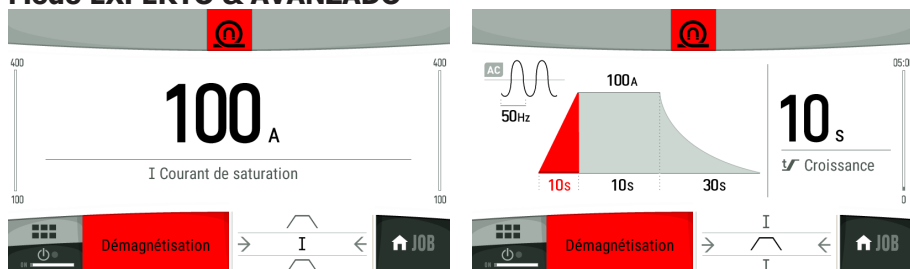 Modo EXPERTO & AVANZADO
400
400
100 A
I Courant de saturation
100
100
Démagnétisation
I
JOB
AC
50Hz
100A
10s
10s
30s
05:0
10 s
Croissance
0
Démagnétisation
I
I
JOB